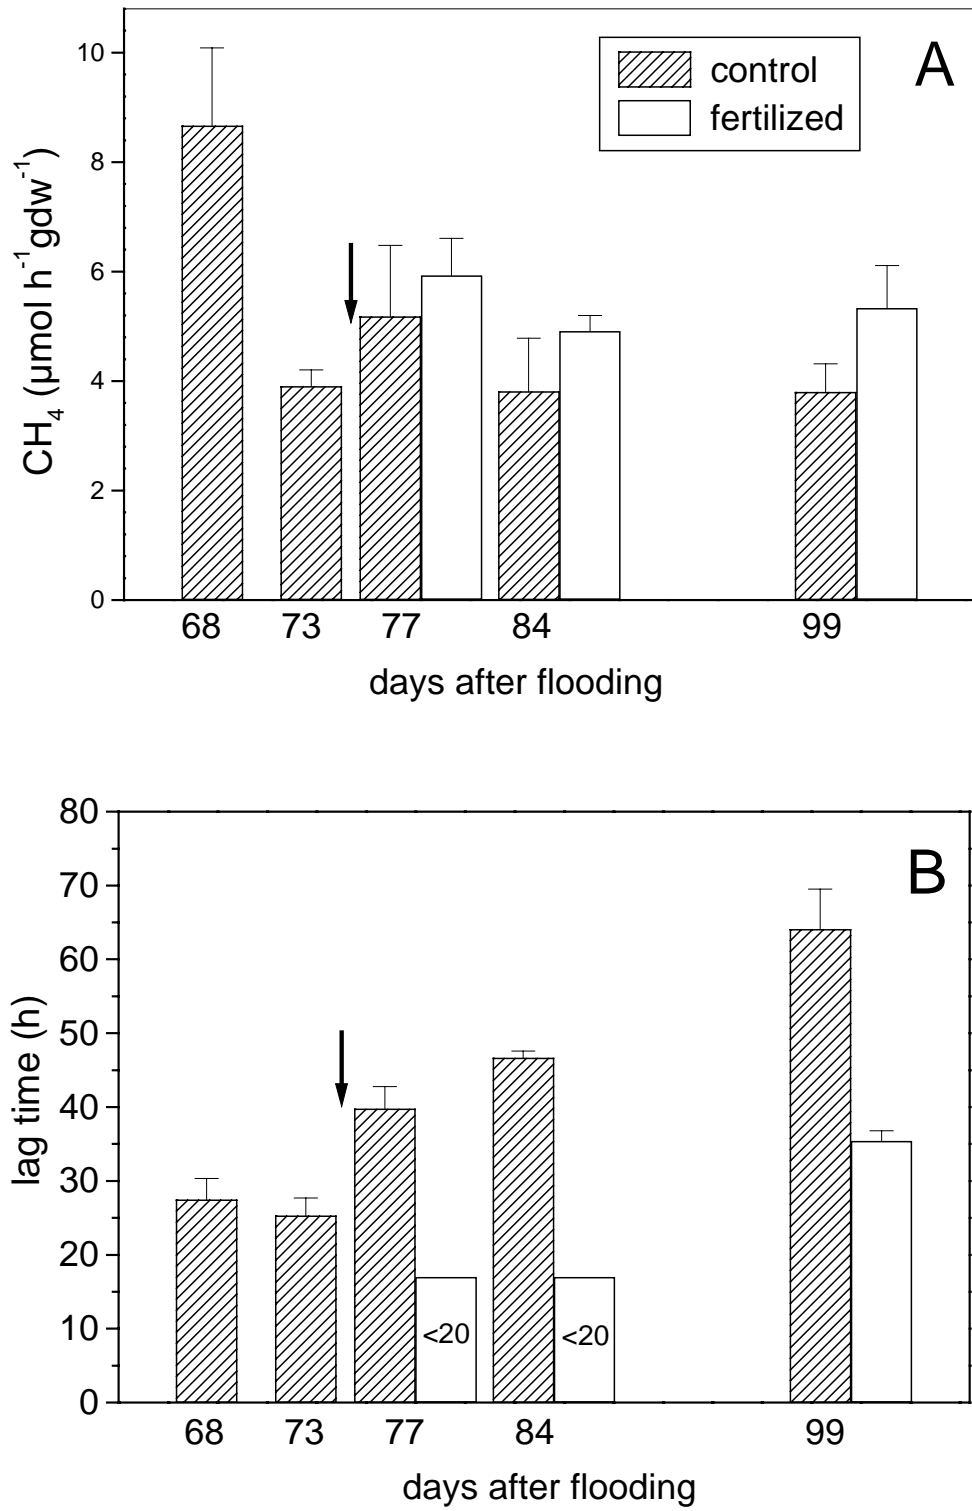 A
control
fertilized
10
8
6
4
2
0
CH₄ (µmol h⁻¹gdw⁻¹)
68 73 77 84 99
days after flooding
B
80
70
60
50
40
30
20
10
0
lag time (h)
<20 <20
68 73 77 84 99
days after flooding